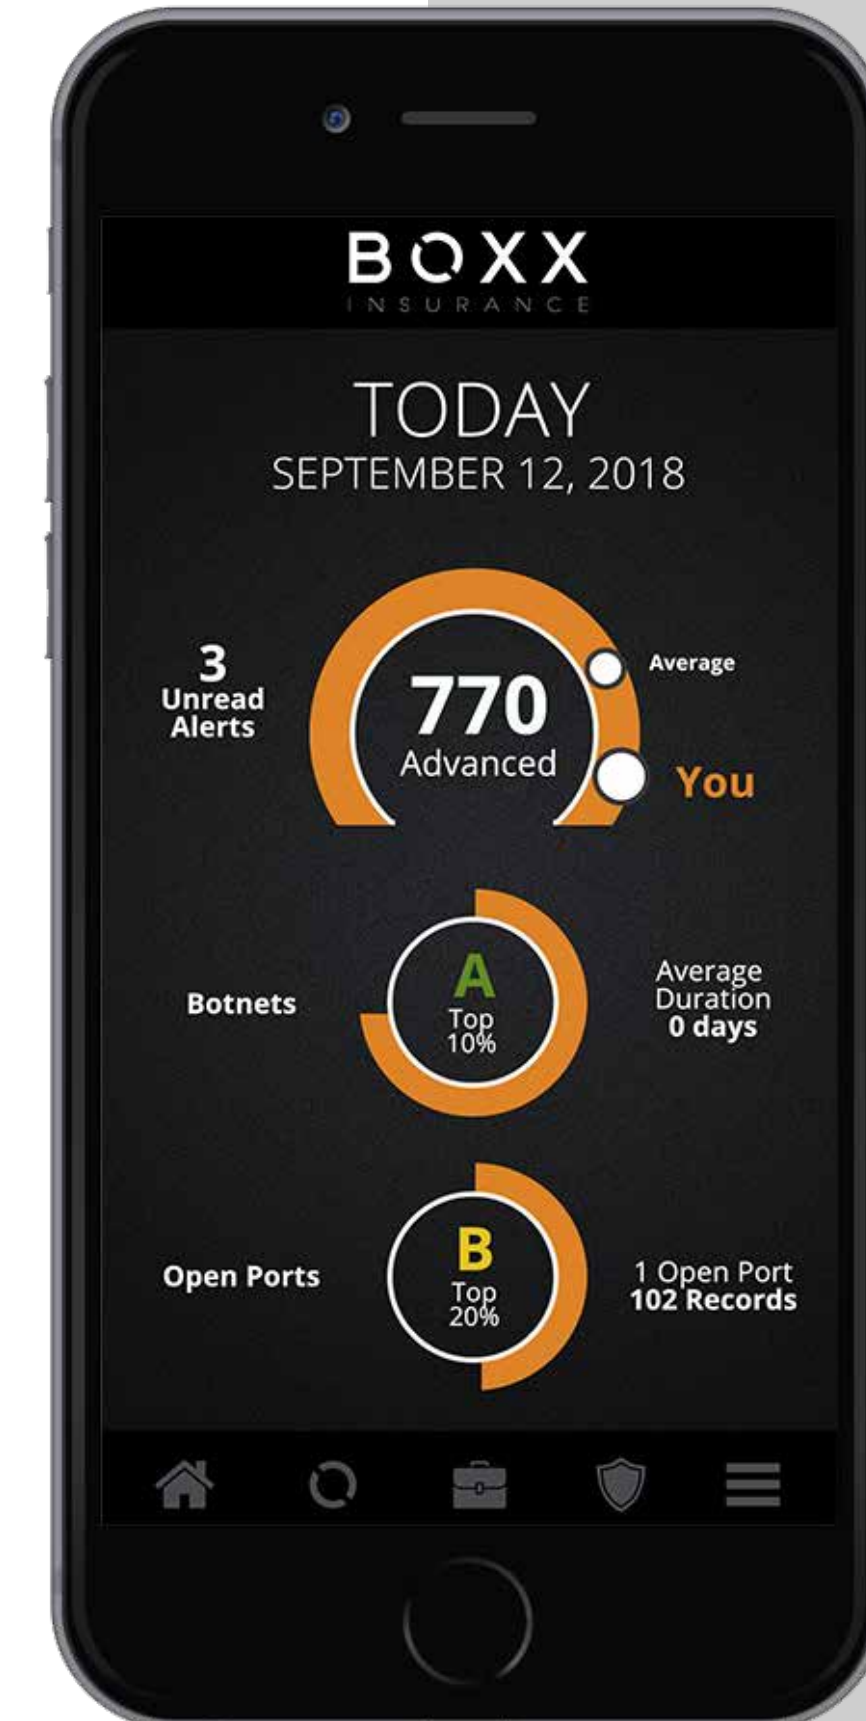 BOXX
INSURANCE
TODAY
SEPTEMBER 12, 2018
3
Unread
Alerts
770
Advanced
Average
You
Botnets
A
Top
10%
Average
Duration
0 days
Open Ports
B
Top
20%
1 Open Port
102 Records